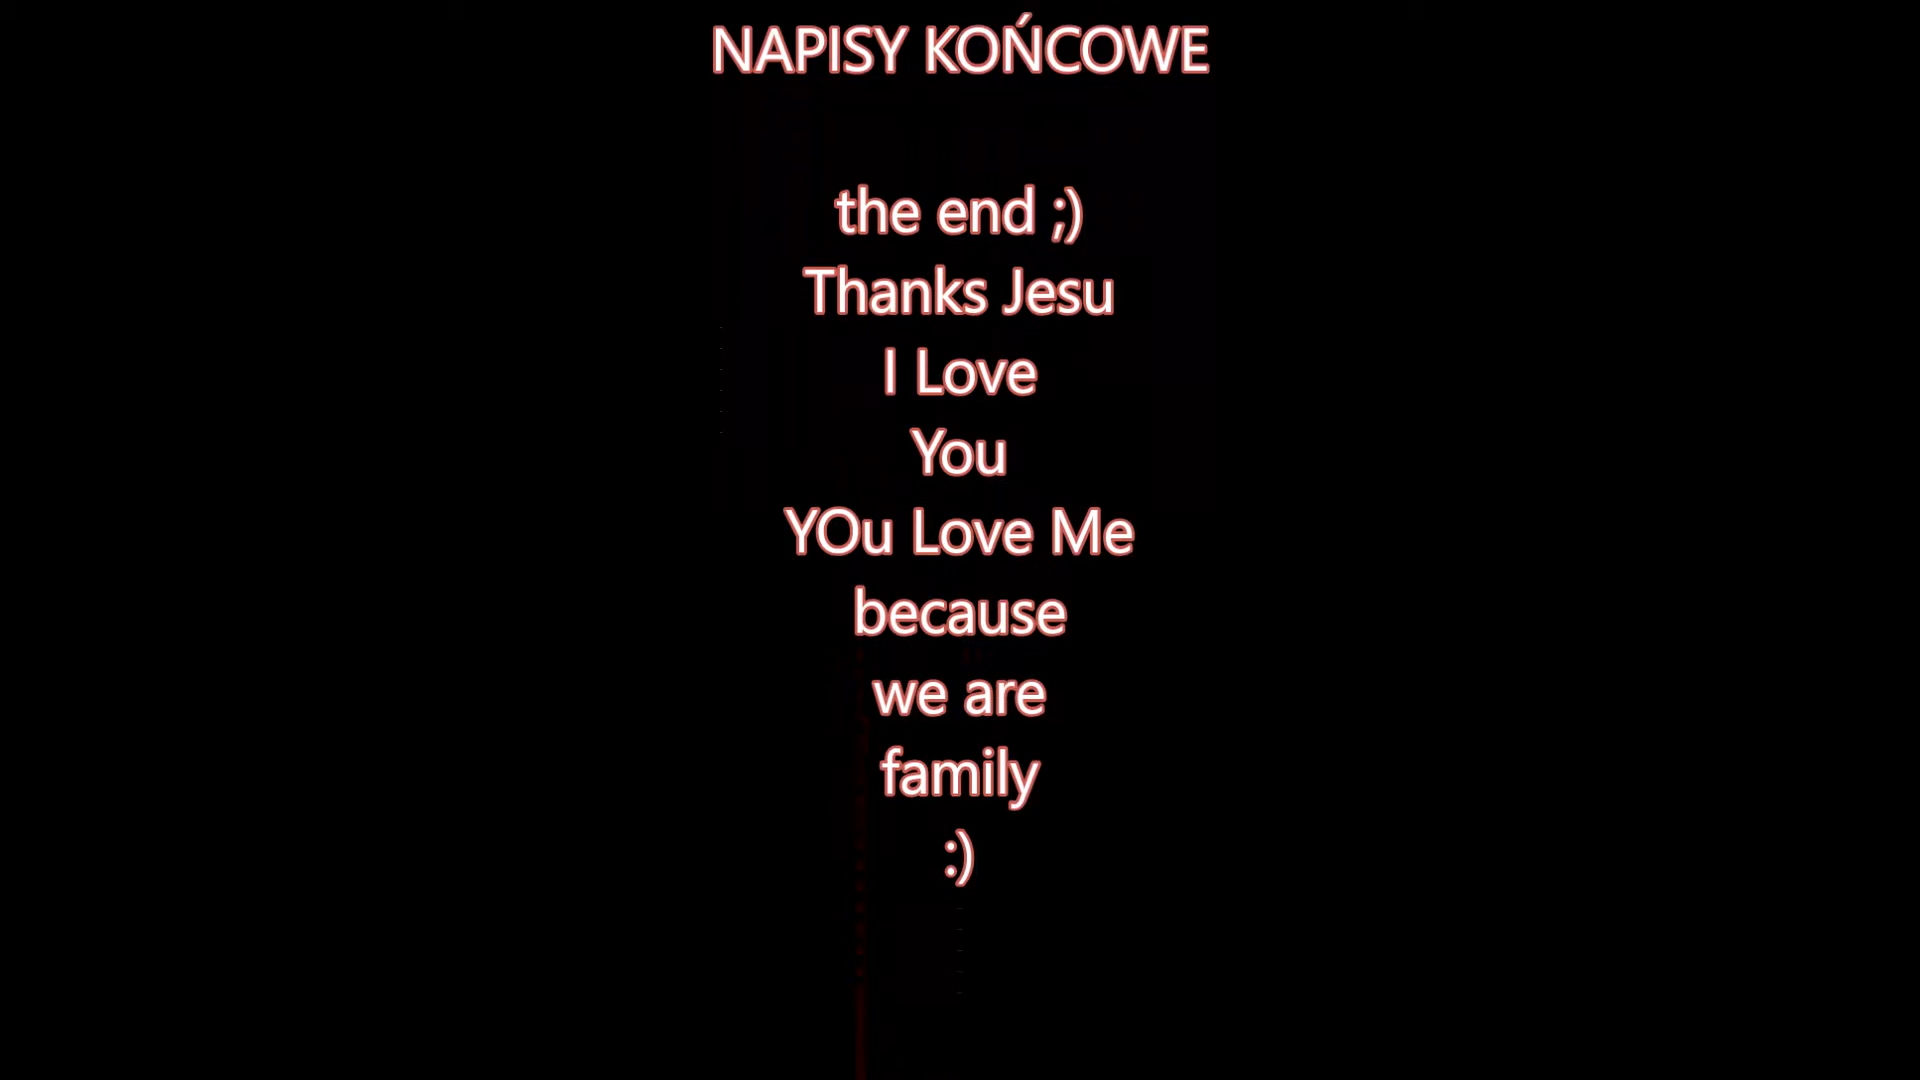 NAPISY KOŃCOWE
the end ;)
Thanks Jesu
I Love
You
YOu Love Me
because
we are
family
:)